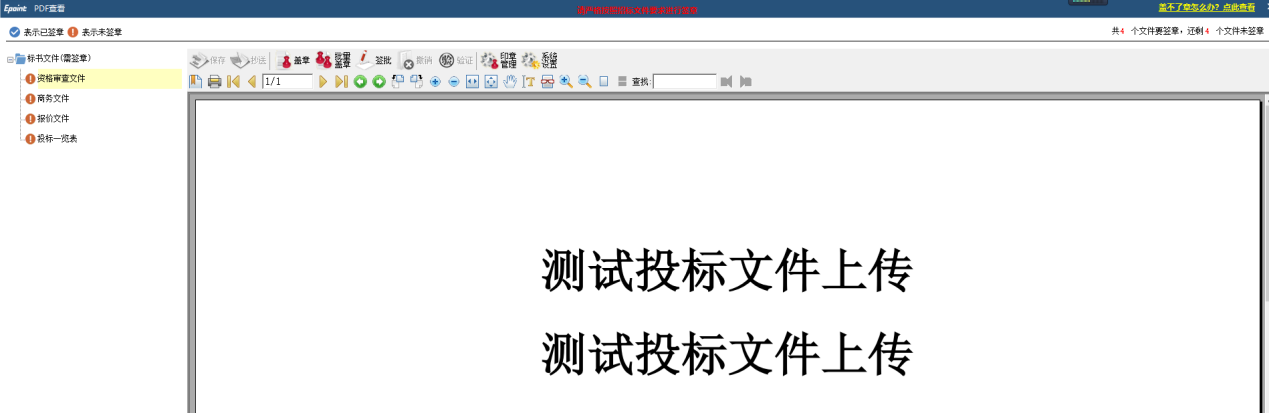 Epoint PDF查看
盖不了章怎么办？点此查看
表示已签章 表示未签章
共4 个文件要签章，还剩4 个文件未签章
标书文件(需签章)
资格审查文件
商务文件
报价文件
投标一览表
保存 抄送 盖章 批量盖章 签批 撤销 验证 印章管理 系统设置
1/1 查找:
测试投标文件上传
测试投标文件上传